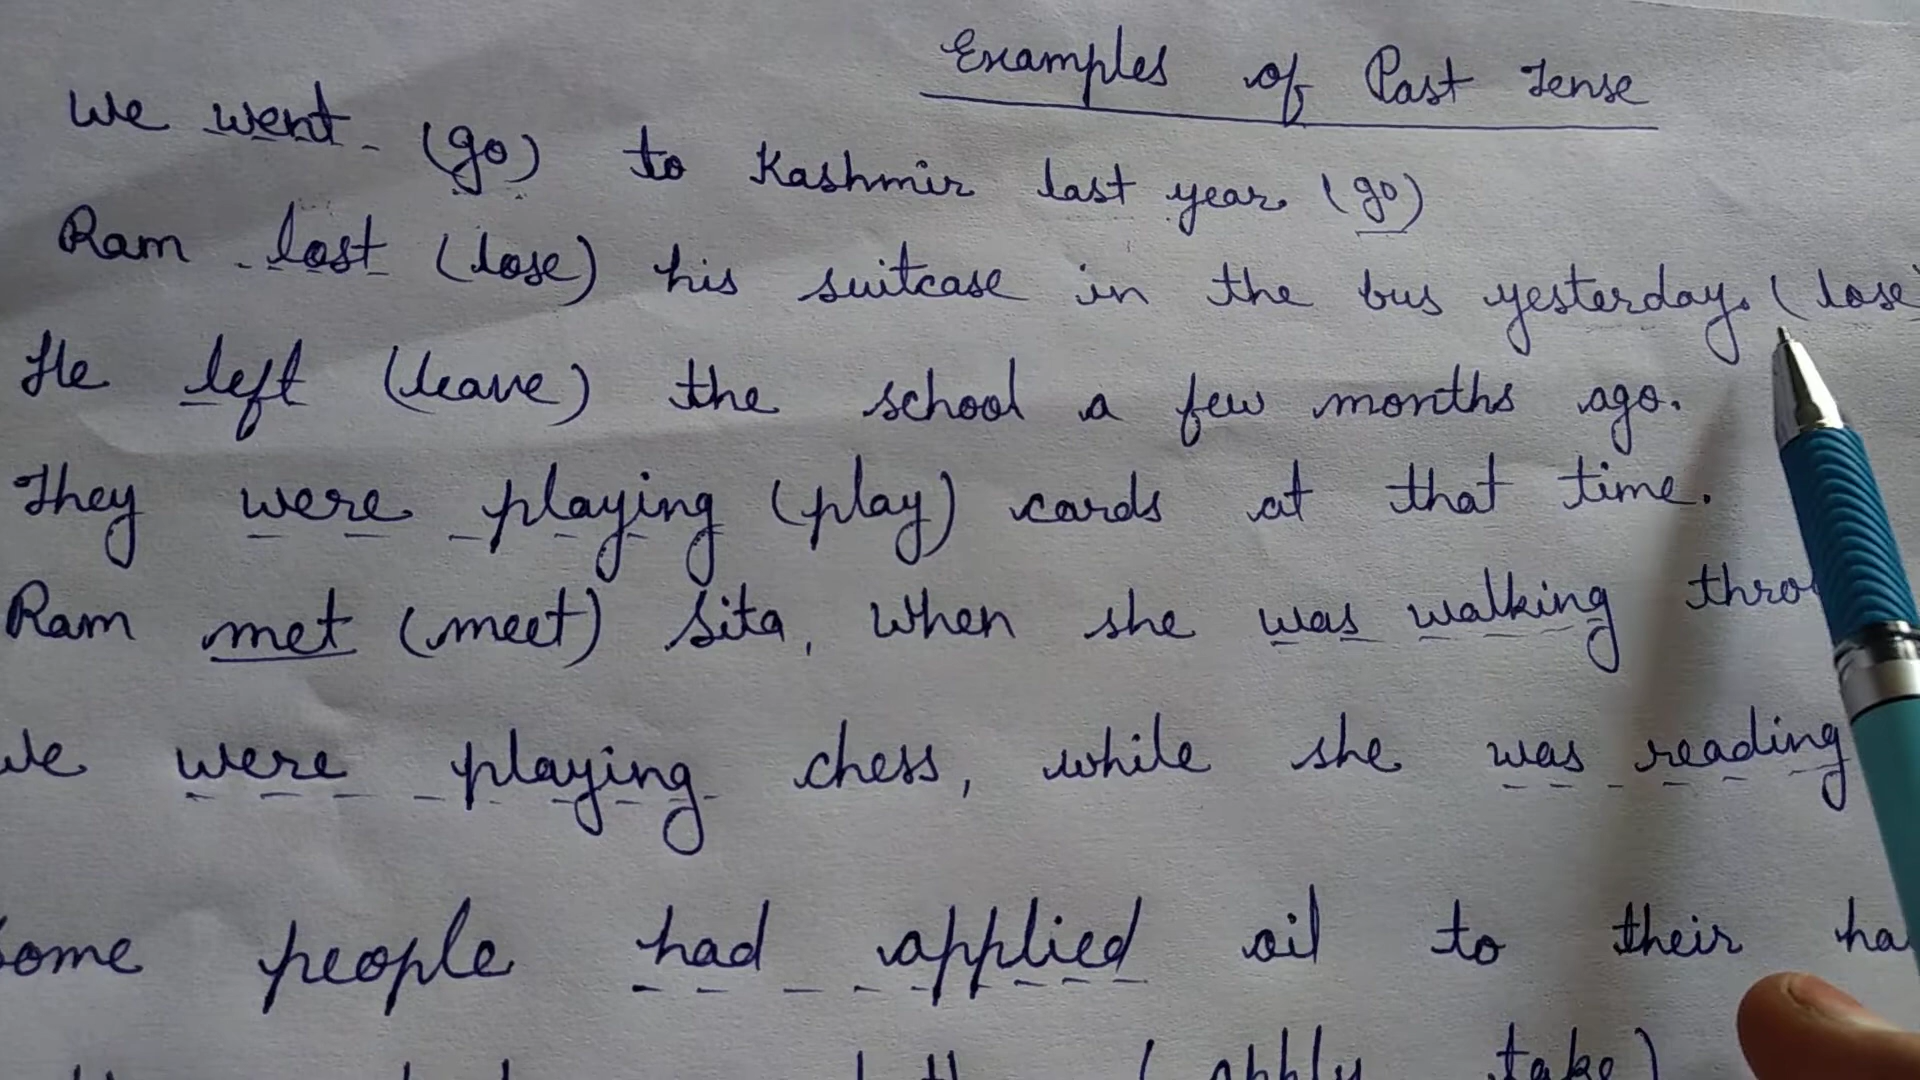 Examples of Past Tense
We went (go) to Kashmir last year (go)
Ram lost (lose) his suitcase in the bus yesterday. (lose)
He left (leave) the school a few months ago.
They were playing (play) cards at that time.
Ram met (meet) Sita, when she was walking
were playing chess, while she was reading
people had applied oil to their
(apply take)